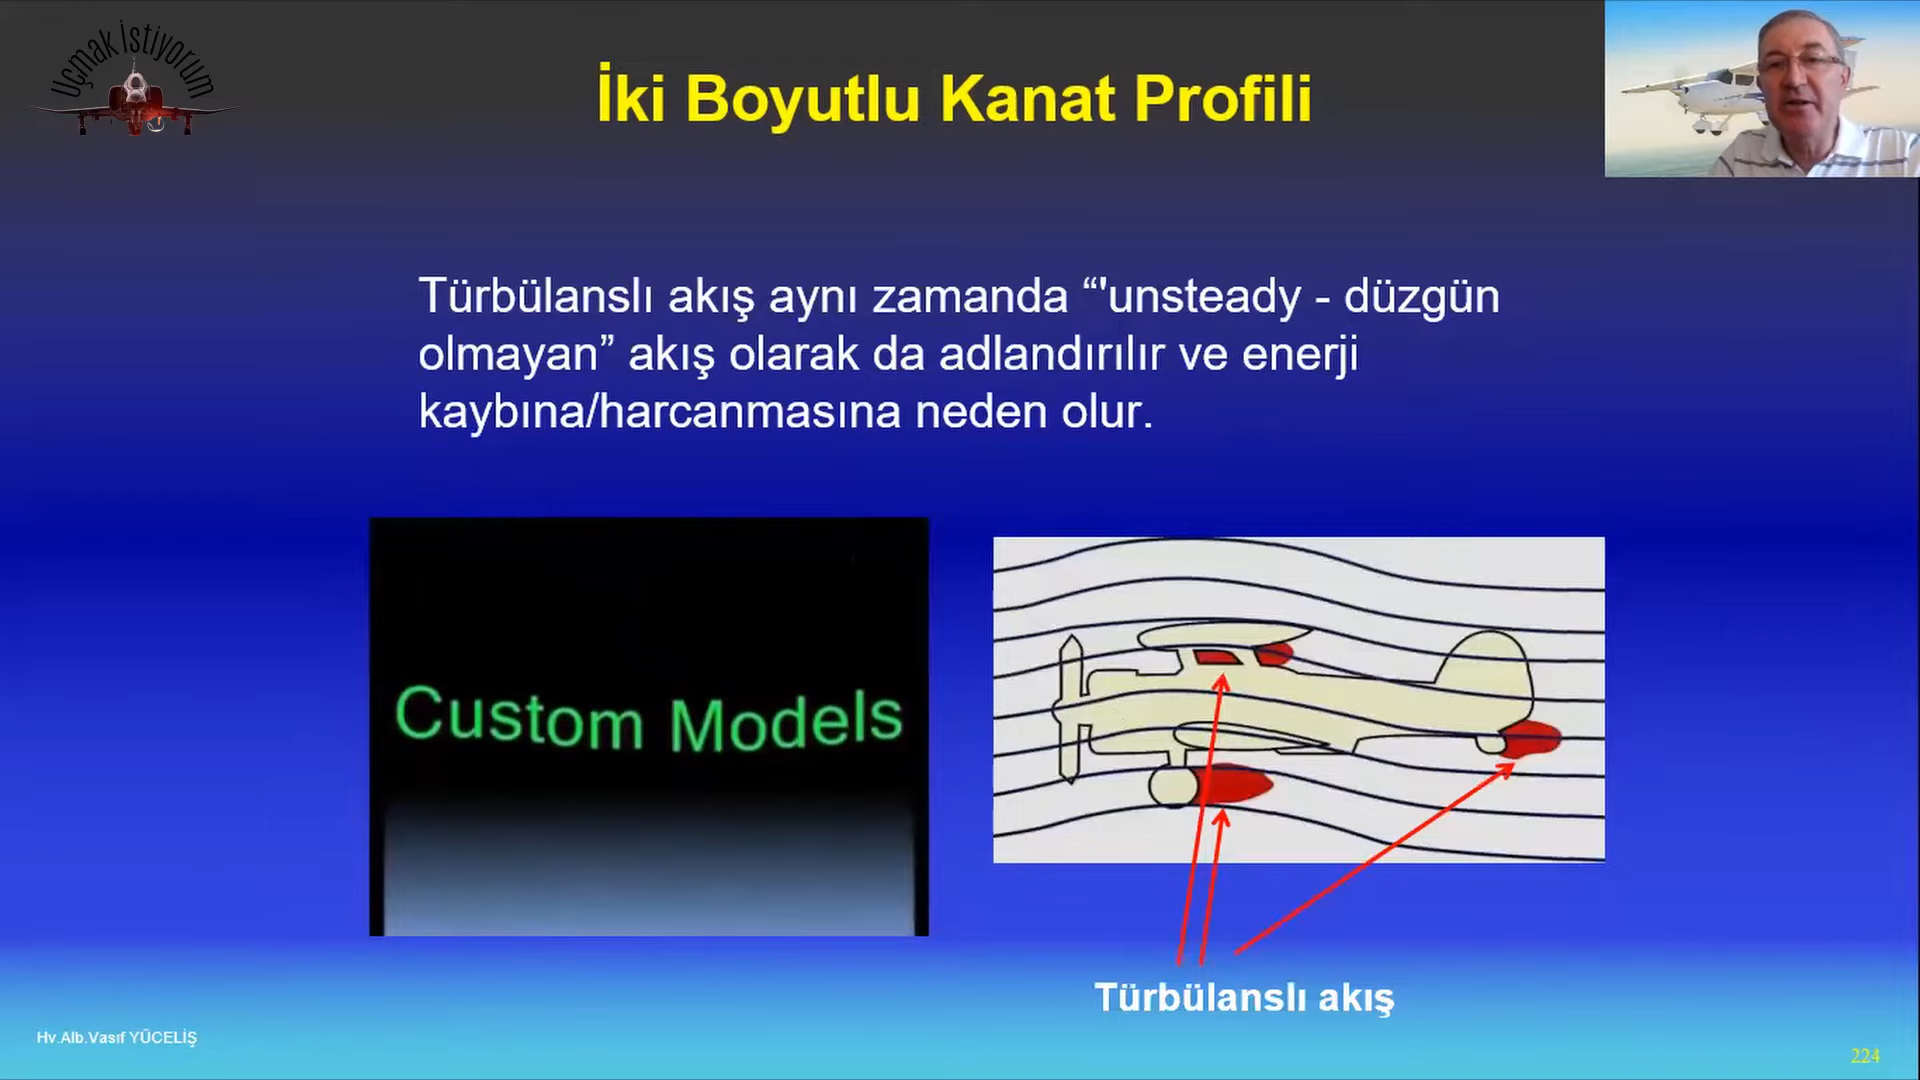 Uçmak İstiyorum
İki Boyutlu Kanat Profili
Türbülanslı akış aynı zamanda “'unsteady - düzgün
olmayan” akış olarak da adlandırılır ve enerji
kaybına/harcanmasına neden olur.
Custom Models
Türbülanslı akış
Hv.Alb.Vasıf YÜCELİŞ
224